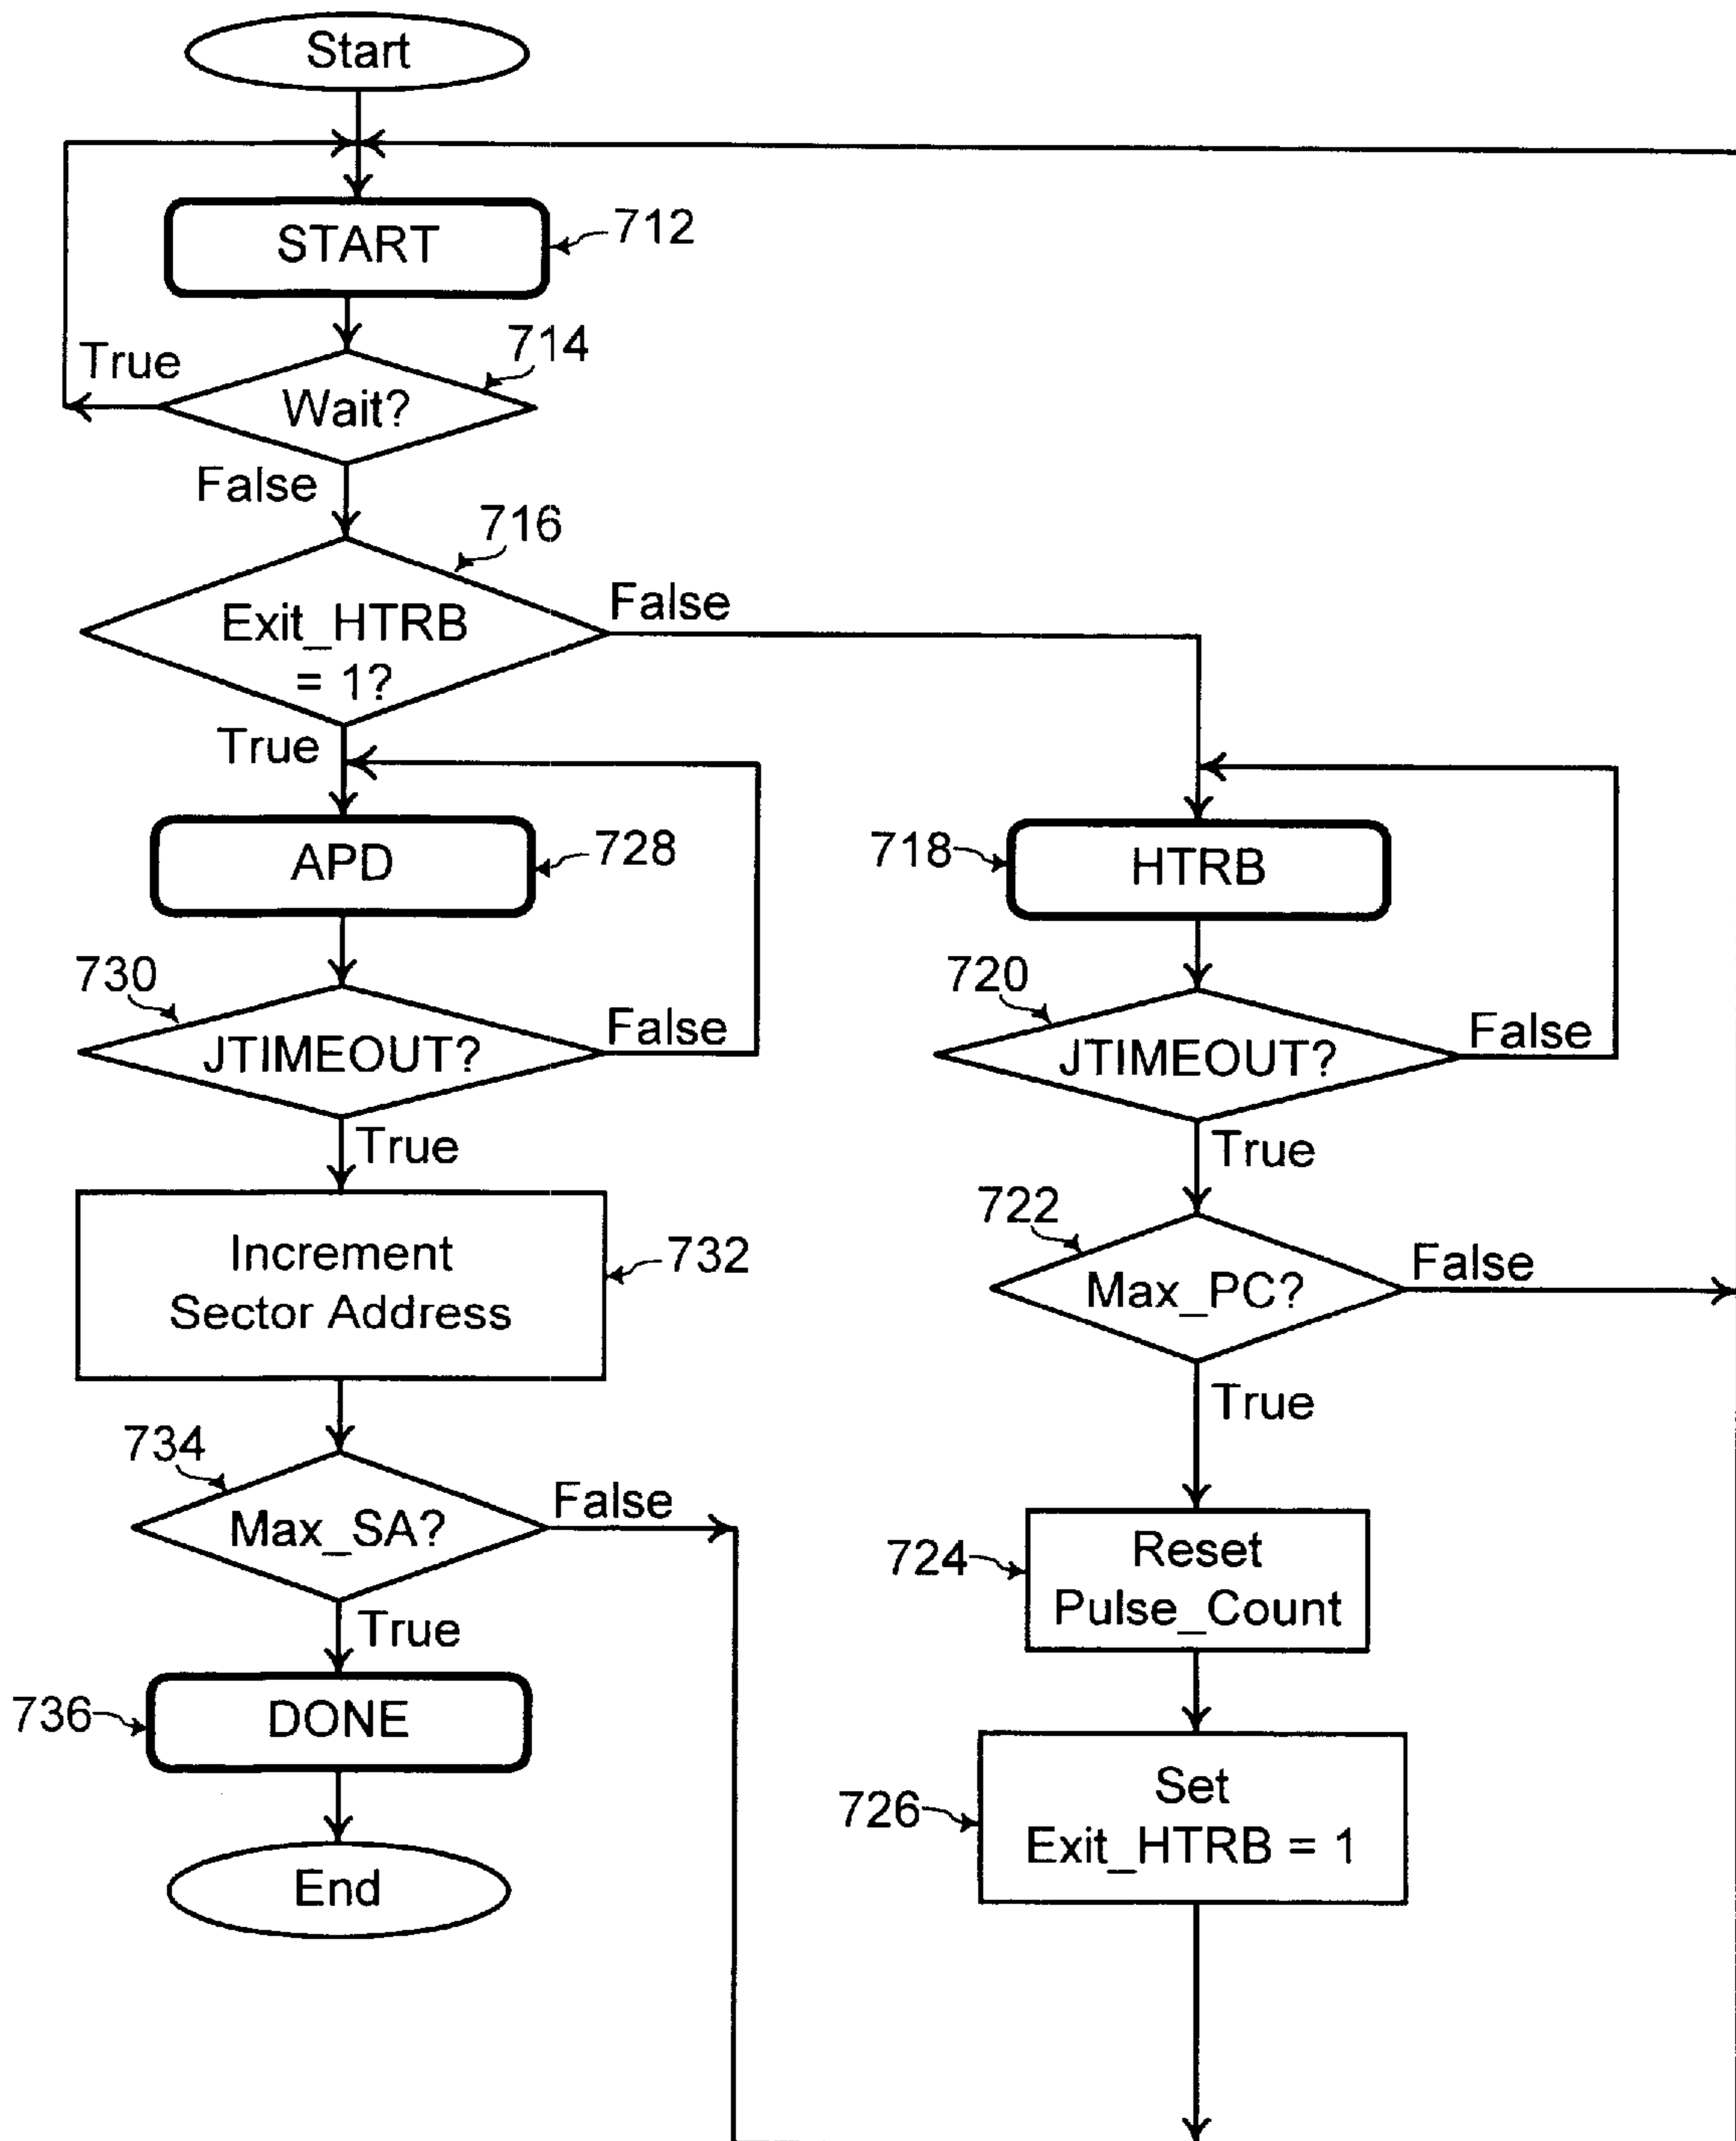 Start
START
712
714
True
Wait?
False
716
Exit_HTRB
= 1?
False
True
APD
728
718
HTRB
730
JTIMEOUT?
False
720
JTIMEOUT?
False
True
True
Increment
Sector Address
732
722
Max_PC?
False
True
734
Max_SA?
False
True
724
Reset
Pulse_Count
736
DONE
726
Set
Exit_HTRB = 1
End